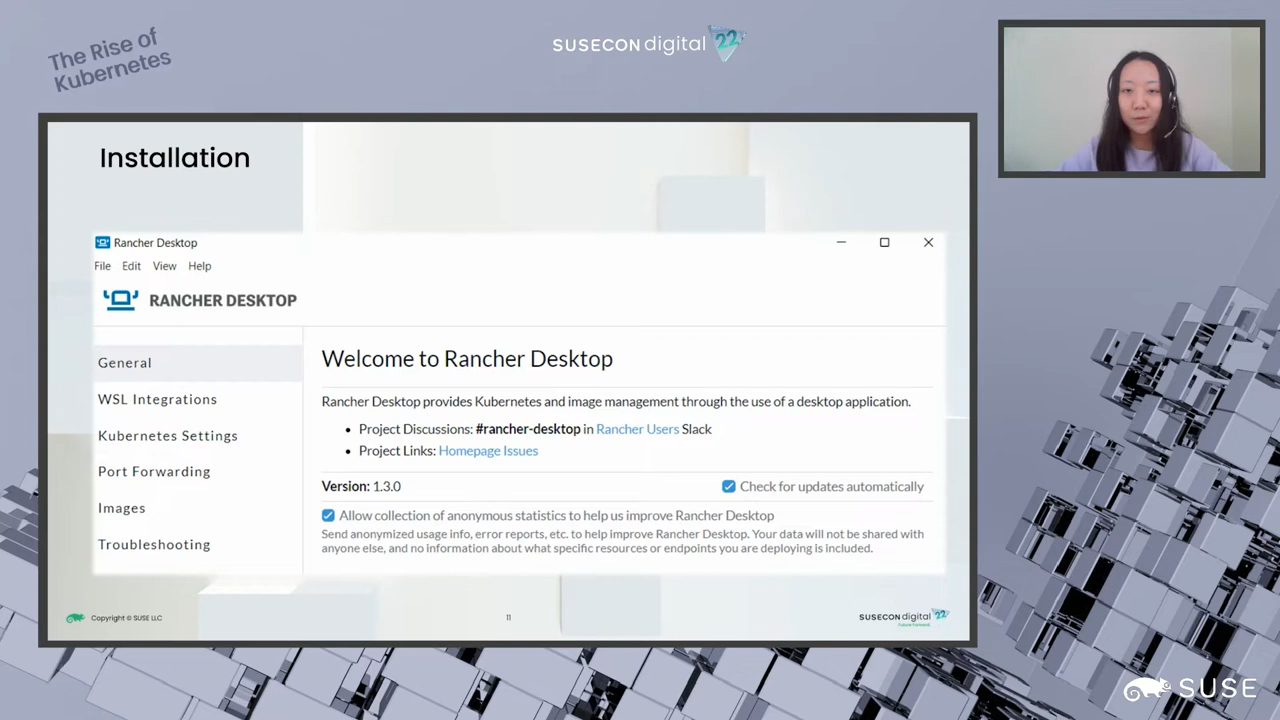 The Rise of
Kubernetes
SUSECON digital 22
Installation
Rancher Desktop
File Edit View Help
RANCHER DESKTOP
General
WSL Integrations
Kubernetes Settings
Port Forwarding
Images
Troubleshooting
Welcome to Rancher Desktop
Rancher Desktop provides Kubernetes and image management through the use of a desktop application.
• Project Discussions: #rancher-desktop in Rancher Users Slack
• Project Links: Homepage Issues
Version: 1.3.0
Check for updates automatically
Allow collection of anonymous statistics to help us improve Rancher Desktop
Send anonymized usage info, error reports, etc. to help improve Rancher Desktop. Your data will not be shared with
anyone else, and no information about what specific resources or endpoints you are deploying is included.
Copyright © SUSE LLC
11
SUSECON digital 22
Future Forward.
SUSE